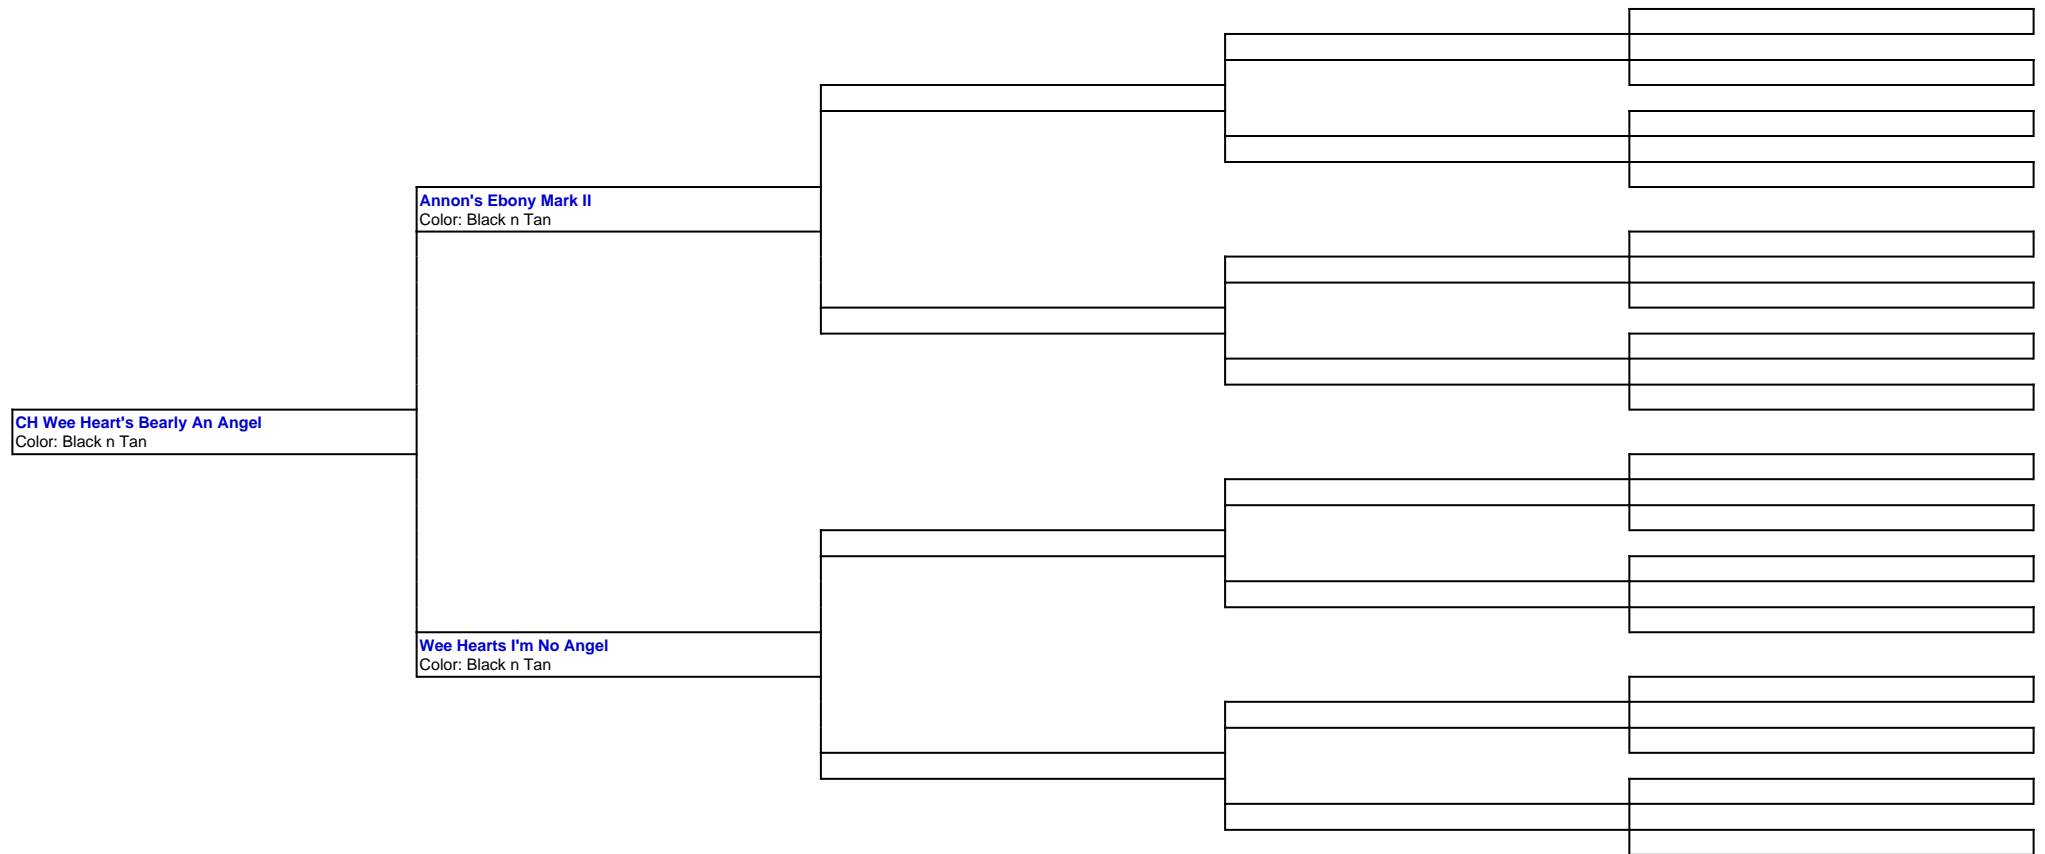 Annon's Ebony Mark II
Color: Black n Tan
CH Wee Heart's Bearly An Angel
Color: Black n Tan
Wee Hearts I'm No Angel
Color: Black n Tan